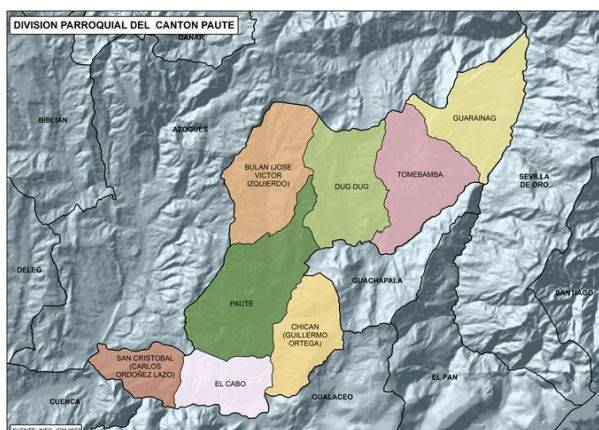 DIVISION PARROQUIAL DEL CANTON PAUTE
CAÑAR
BIBLIAN
AZOGUES
GUARAINAG
BULAN (JOSE
VICTOR
IZQUIERDO)
DUG DUG
TOMEBAMBA
SEVILLA
DE ORO
DELEG
GUACHAPALA
SANTIAGO
PAUTE
CHICAN
(GUILLERMO
ORTEGA)
SAN CRISTOBAL
(CARLOS
ORDOÑEZ LAZO)
EL CABO
EL PAN
CUENCA
GUALACEO